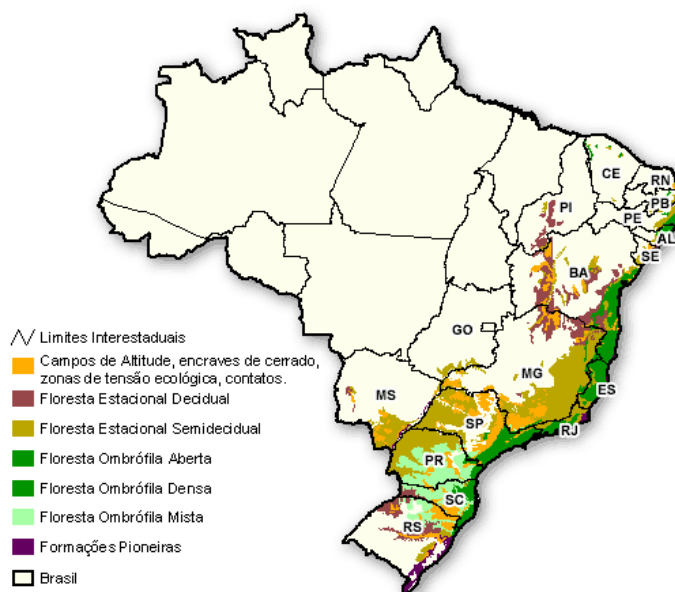 CE
RN
PB
PE
AL
SE
PI
BA
GO
MG
ES
MS
SP
RJ
PR
SC
RS
Limites Interestaduais
Campos de Altitude, encraves de cerrado,
zonas de tensão ecológica, contatos.
Floresta Estacional Decidual
Floresta Estacional Semidecidual
Floresta Ombrófila Aberta
Floresta Ombrófila Densa
Floresta Ombrófila Mista
Formações Pioneiras
Brasil